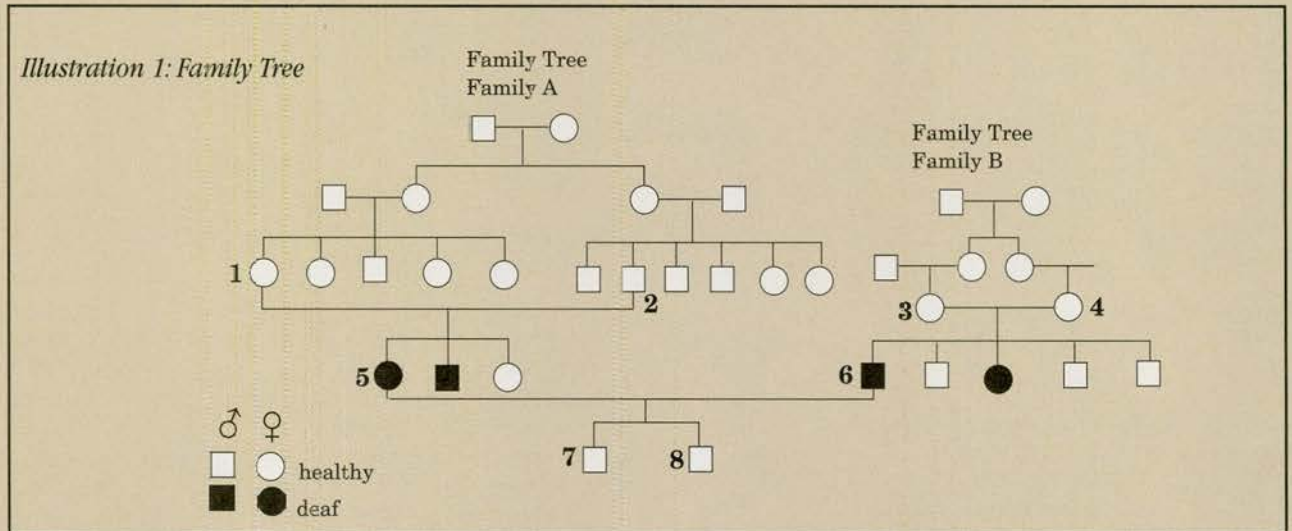 Illustration 1: Family Tree
Family Tree
Family A
Family Tree
Family B
1
2
3
4
5
6
♂ ♀
7
8
healthy
deaf